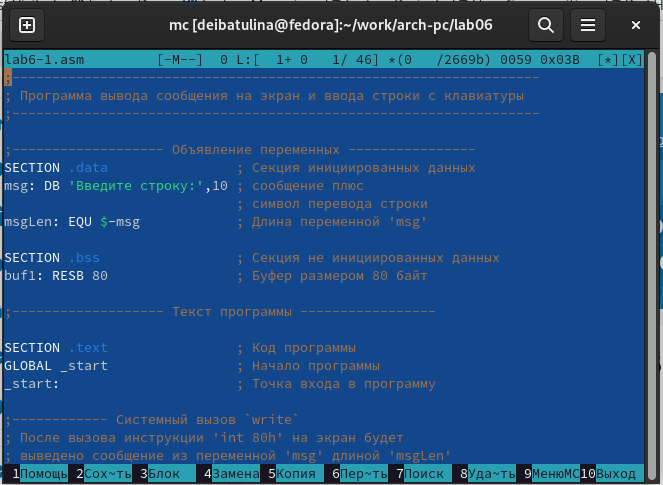 mc [deibatulina@fedora]:~/work/arch-pc/lab06
lab6-1.asm [-M--] 0 L:[ 1+ 0 1/ 46] *(0 /2669b) 0059 0x03B [*][X]
;--------------------------------------------------------------------
; Программа вывода сообщения на экран и ввода строки с клавиатуры
;--------------------------------------------------------------------
;------------------- Объявление переменных ----------------
SECTION .data ; Секция инициированных данных
msg: DB 'Введите строку:',10 ; сообщение плюс
; символ перевода строки
msgLen: EQU $-msg ; Длина переменной 'msg'
SECTION .bss ; Секция не инициированных данных
buf1: RESB 80 ; Буфер размером 80 байт
;------------------- Текст программы -----------------
SECTION .text ; Код программы
GLOBAL _start ; Начало программы
_start: ; Точка входа в программу
;------------ Системный вызов `write`
; После вызова инструкции 'int 80h' на экран будет
; выведено сообщение из переменной 'msg' длиной 'msgLen'
1Помощь 2Сох~ть 3Блок 4Замена 5Копия 6Пер~ть 7Поиск 8Уда~ть 9МенюMC 10Выход